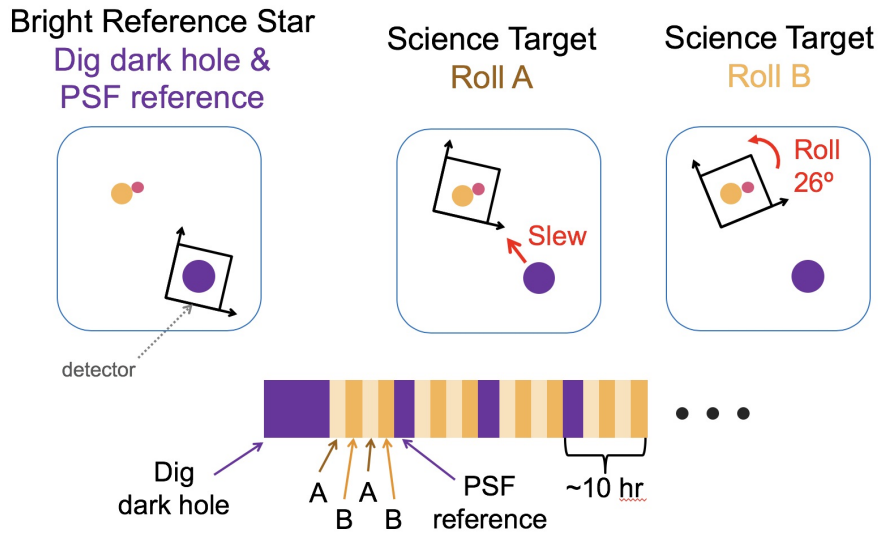 Bright Reference Star
Dig dark hole &
PSF reference
Science Target
Roll A
Science Target
Roll B
Slew
Roll
26º
detector
Dig
dark hole
A
B
A
B
PSF
reference
~10 hr